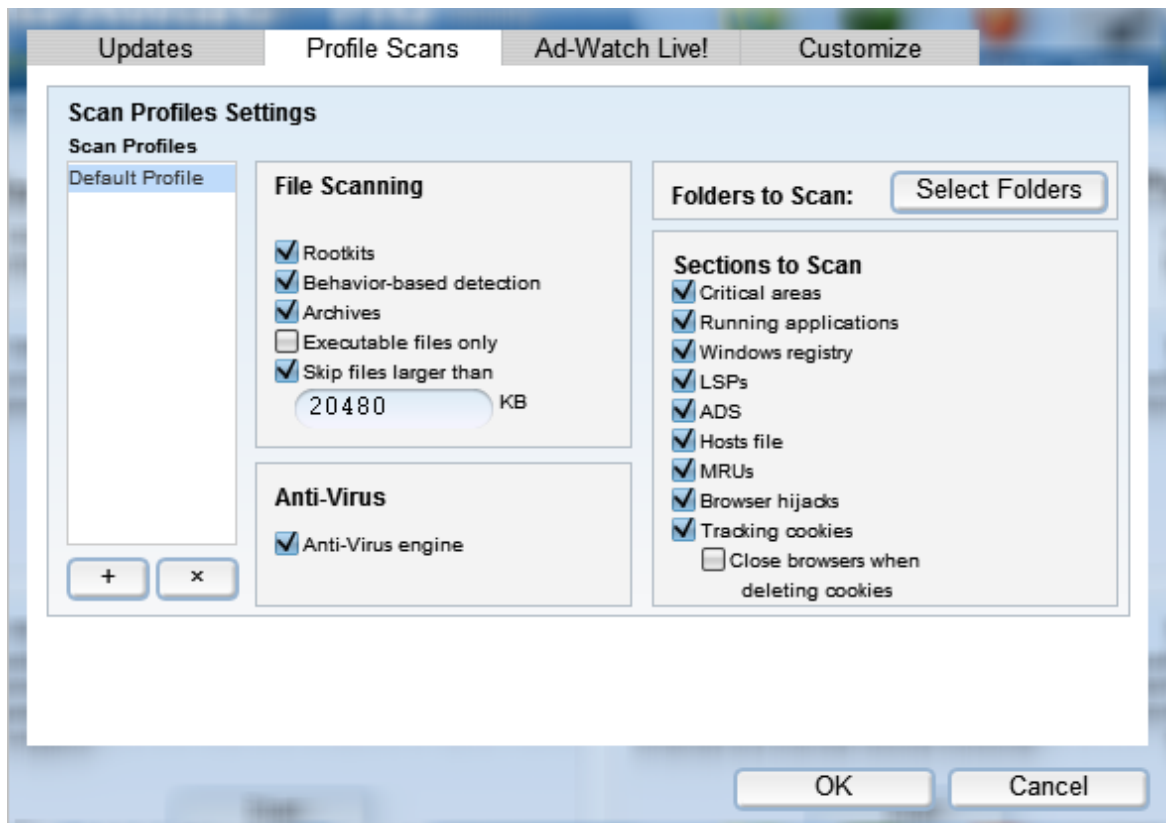 Updates
Profile Scans
Ad-Watch Live!
Customize
Scan Profiles Settings
Scan Profiles
Default Profile
+
×
File Scanning
Rootkits
Behavior-based detection
Archives
Executable files only
Skip files larger than
20480 KB
Anti-Virus
Anti-Virus engine
Folders to Scan:
Select Folders
Sections to Scan
Critical areas
Running applications
Windows registry
LSPs
ADS
Hosts file
MRUs
Browser hijacks
Tracking cookies
Close browsers when
deleting cookies
OK
Cancel